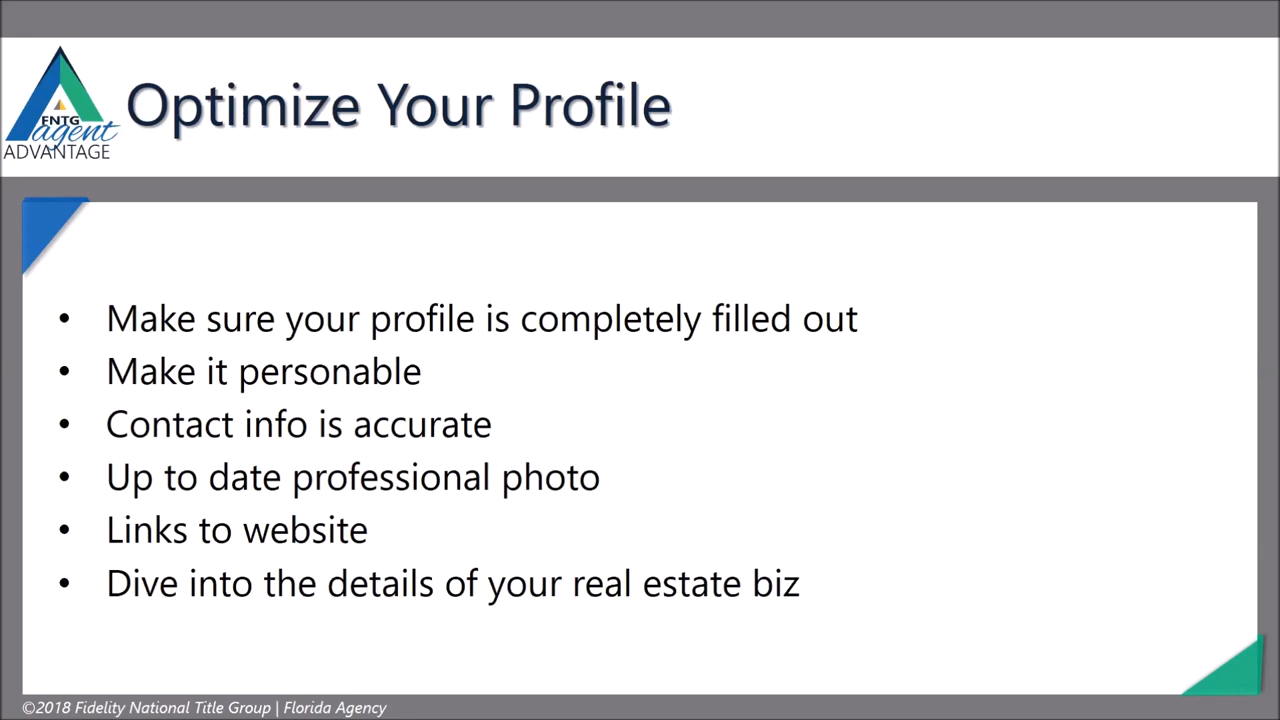 FNTG
agent
ADVANTAGE
Optimize Your Profile
• Make sure your profile is completely filled out
• Make it personable
• Contact info is accurate
• Up to date professional photo
• Links to website
• Dive into the details of your real estate biz
©2018 Fidelity National Title Group | Florida Agency